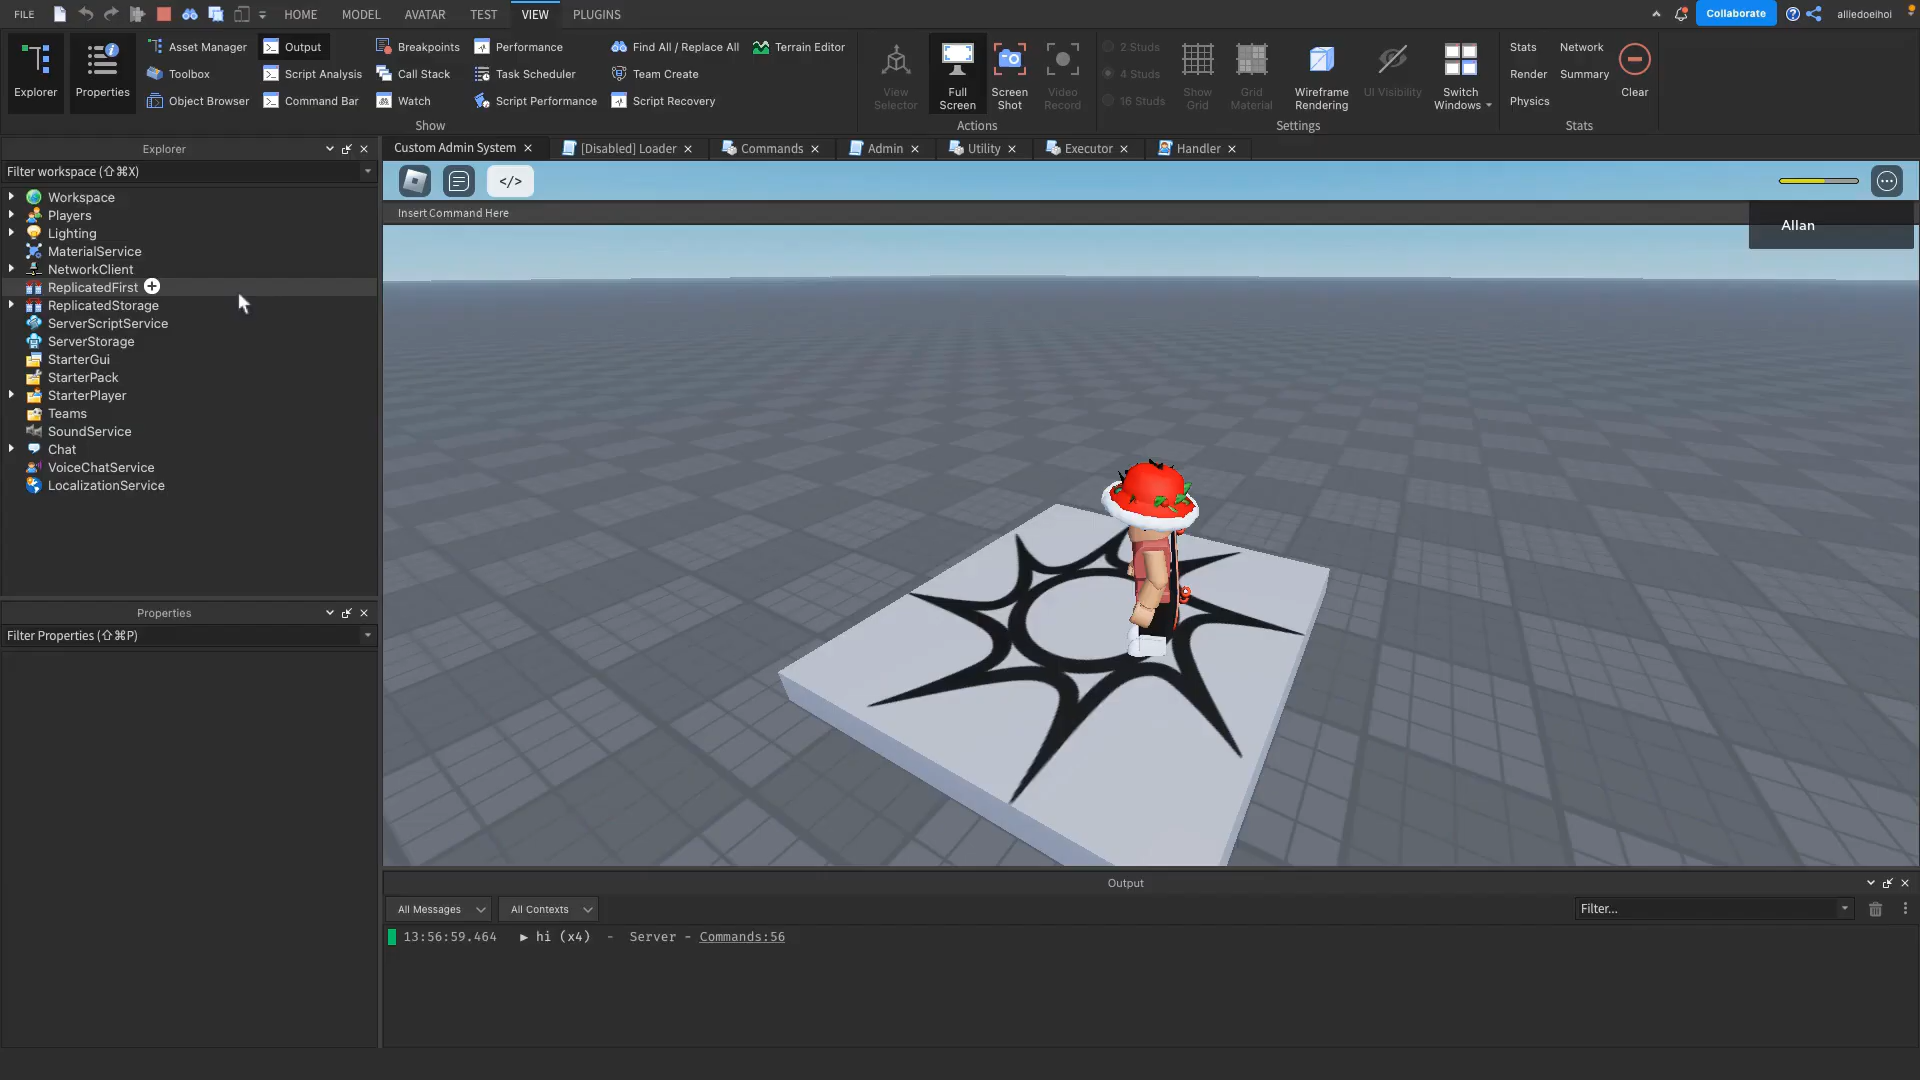 FILE HOME MODEL AVATAR TEST VIEW PLUGINS Collaborate alliedoeihoi
Explorer
Properties
Asset Manager
Toolbox
Object Browser
Output
Script Analysis
Command Bar
Breakpoints
Call Stack
Watch
Performance
Task Scheduler
Script Performance
Find All / Replace All
Team Create
Script Recovery
Terrain Editor
Show
View Selector
Full Screen
Screen Shot
Video Record
Actions
2 Studs
4 Studs
16 Studs
Show Grid
Grid Material
Wireframe Rendering
UI Visibility
Switch Windows
Settings
Stats
Render
Physics
Network
Summary
Clear
Stats
Explorer
Filter workspace (⇧⌘X)
Workspace
Players
Lighting
MaterialService
NetworkClient
ReplicatedFirst
ReplicatedStorage
ServerScriptService
ServerStorage
StarterGui
StarterPack
StarterPlayer
Teams
SoundService
Chat
VoiceChatService
LocalizationService
Properties
Filter Properties (⇧⌘P)
Custom Admin System [Disabled] Loader Commands Admin Utility Executor Handler
</>
Insert Command Here
Allan
Output
All Messages All Contexts Filter...
13:56:59.464 ▶ hi (x4) - Server - Commands:56